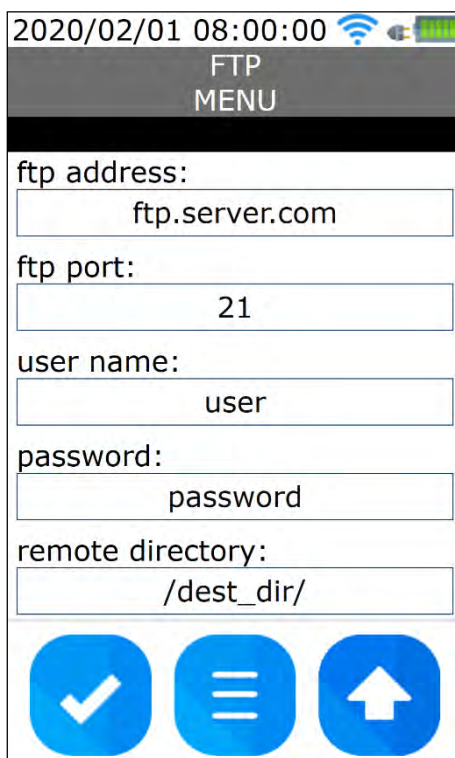 2020/02/01 08:00:00
FTP
MENU
ftp address:
ftp.server.com
ftp port:
21
user name:
user
password:
password
remote directory:
/dest_dir/